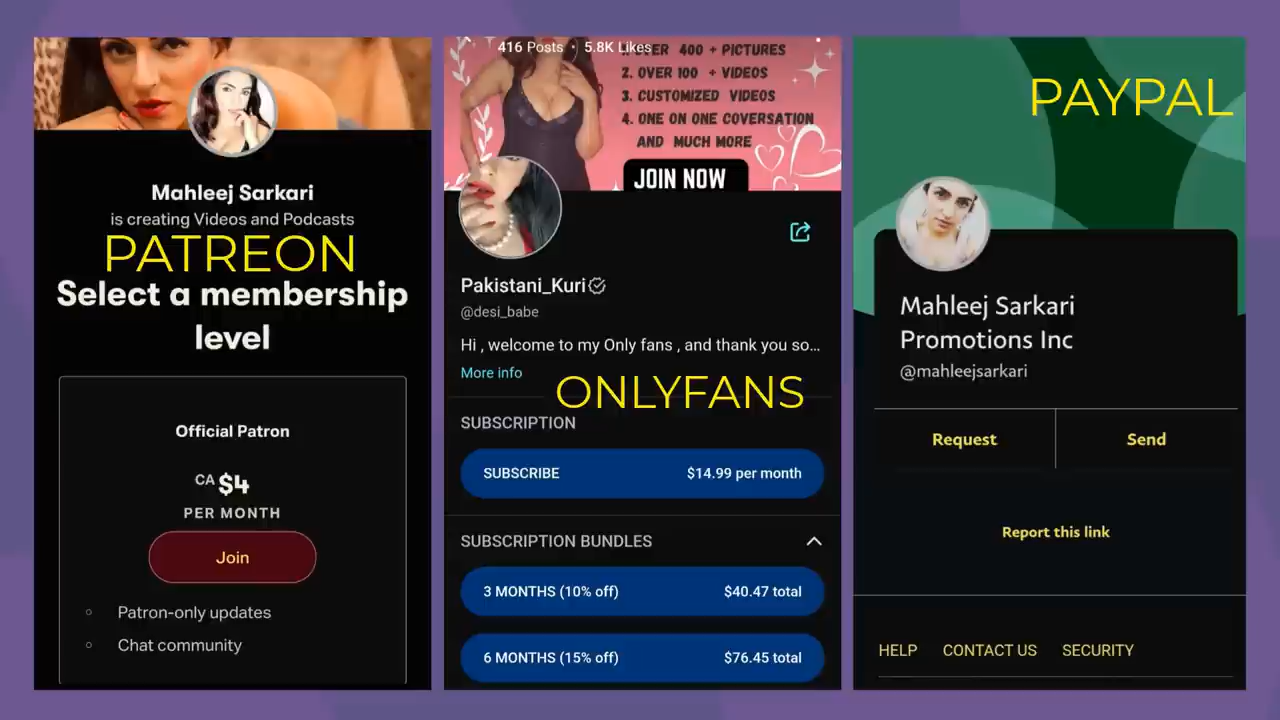 Mahleej Sarkari
is creating Videos and Podcasts
PATREON
Select a membership
level
Official Patron
CA $4
PER MONTH
Join
Patron-only updates
Chat community
416 Posts • 5.8K Likes
1. OVER 400 + PICTURES
2. OVER 100 + VIDEOS
3. CUSTOMIZED VIDEOS
4. ONE ON ONE COVERSATION
AND MUCH MORE
JOIN NOW
Pakistani_Kuri
@desi_babe
Hi , welcome to my Only fans , and thank you so...
More info
ONLYFANS
SUBSCRIPTION
SUBSCRIBE $14.99 per month
SUBSCRIPTION BUNDLES
3 MONTHS (10% off) $40.47 total
6 MONTHS (15% off) $76.45 total
PAYPAL
Mahleej Sarkari
Promotions Inc
@mahleejsarkari
Request Send
Report this link
HELP CONTACT US SECURITY